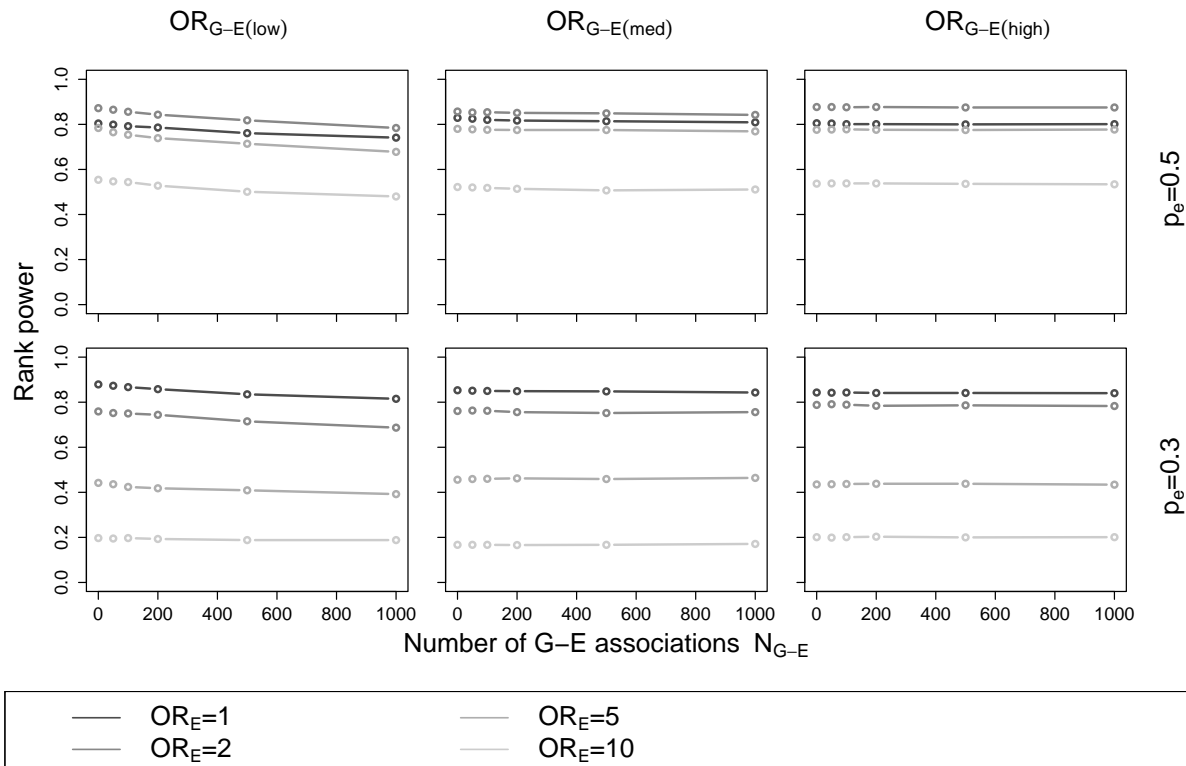 OR_G−E(low) OR_G−E(med) OR_G−E(high)
1.0
0.8
0.6
0.4
0.2
0.0
p_e=0.5
Rank power
1.0
0.8
0.6
0.4
0.2
0.0
p_e=0.3
0 200 400 600 800 1000 0 200 400 600 800 1000 0 200 400 600 800 1000
Number of G−E associations N_G−E
OR_E=1 OR_E=5
OR_E=2 OR_E=10